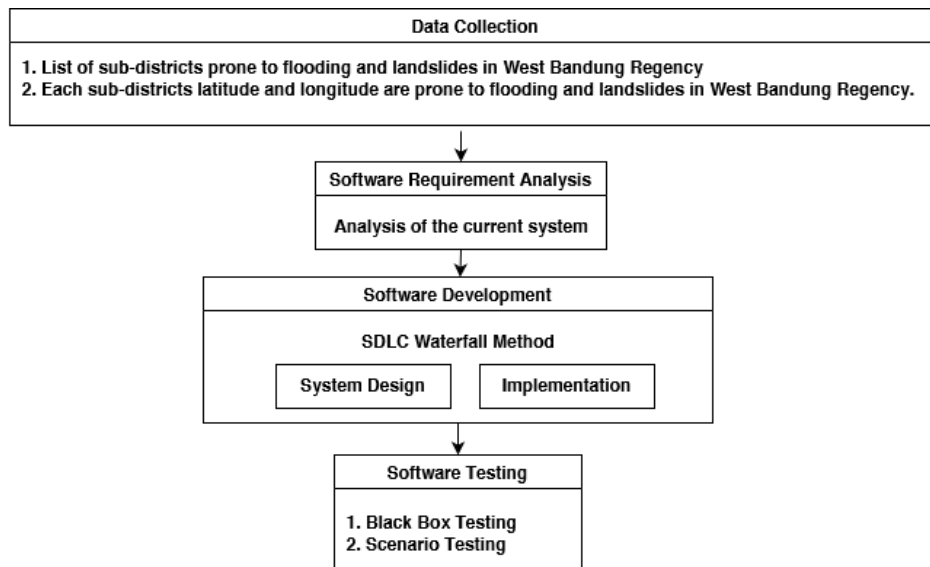 Data Collection
1. List of sub-districts prone to flooding and landslides in West Bandung Regency
2. Each sub-districts latitude and longitude are prone to flooding and landslides in West Bandung Regency.
Software Requirement Analysis
Analysis of the current system
Software Development
SDLC Waterfall Method
System Design
Implementation
Software Testing
1. Black Box Testing
2. Scenario Testing